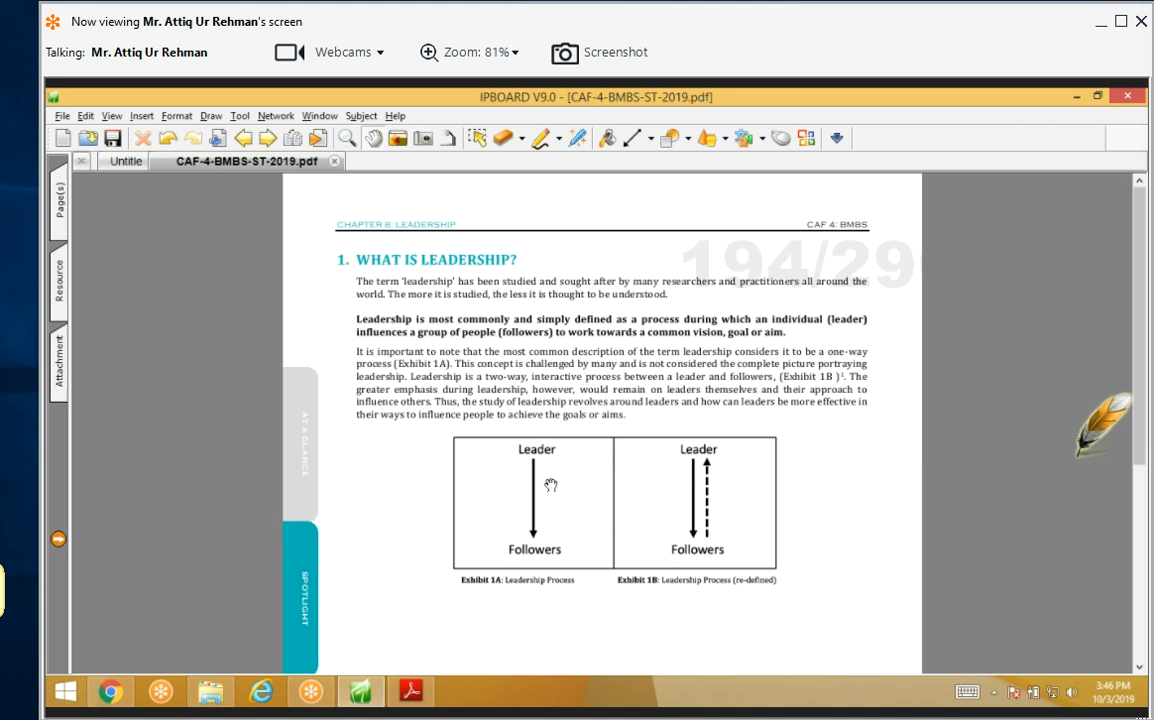 Now viewing Mr. Attiq Ur Rehman's screen
Talking: Mr. Attiq Ur Rehman Webcams Zoom: 81% Screenshot
IPBOARD V9.0 - [CAF-4-BMBS-ST-2019.pdf]
File Edit View Insert Format Draw Tool Network Window Subject Help
Untitle CAF-4-BMBS-ST-2019.pdf
Page(s)
Resource
Attachment
CHAPTER 8: LEADERSHIP CAF 4: BMBS
194/29
1. WHAT IS LEADERSHIP?
The term 'leadership' has been studied and sought after by many researchers and practitioners all around the
world. The more it is studied, the less it is thought to be understood.
Leadership is most commonly and simply defined as a process during which an individual (leader)
influences a group of people (followers) to work towards a common vision, goal or aim.
It is important to note that the most common description of the term leadership considers it to be a one-way
process (Exhibit 1A). This concept is challenged by many and is not considered the complete picture portraying
leadership. Leadership is a two-way, interactive process between a leader and followers, (Exhibit 1B )¹. The
greater emphasis during leadership, however, would remain on leaders themselves and their approach to
influence others. Thus, the study of leadership revolves around leaders and how can leaders be more effective in
their ways to influence people to achieve the goals or aims.
AT A GLANCE
SPOTLIGHT
Leader Leader
Followers Followers
Exhibit 1A: Leadership Process Exhibit 1B: Leadership Process (re-defined)
3:46 PM
10/3/2019